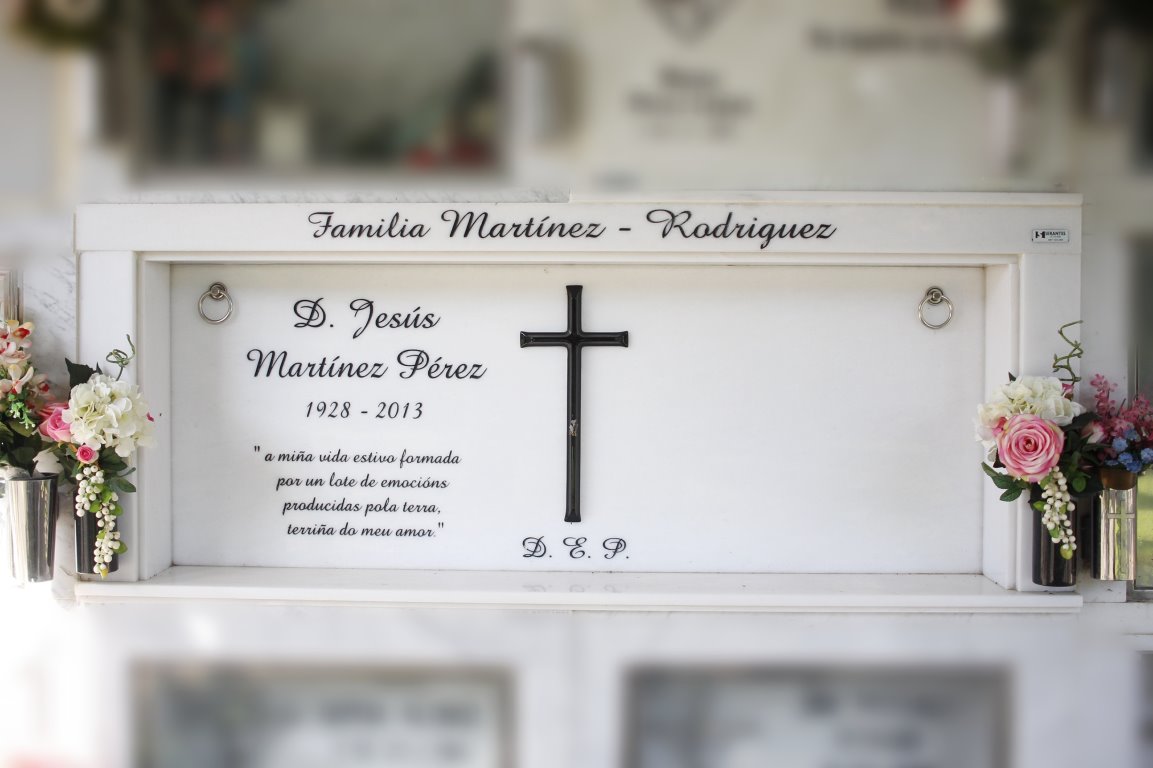 Familia Martínez - Rodriguez
D. Jesús
Martínez Pérez
1928 - 2013
" a miña vida estivo formada
por un lote de emocións
producidas pola terra,
terriña do meu amor."
D. E. P.